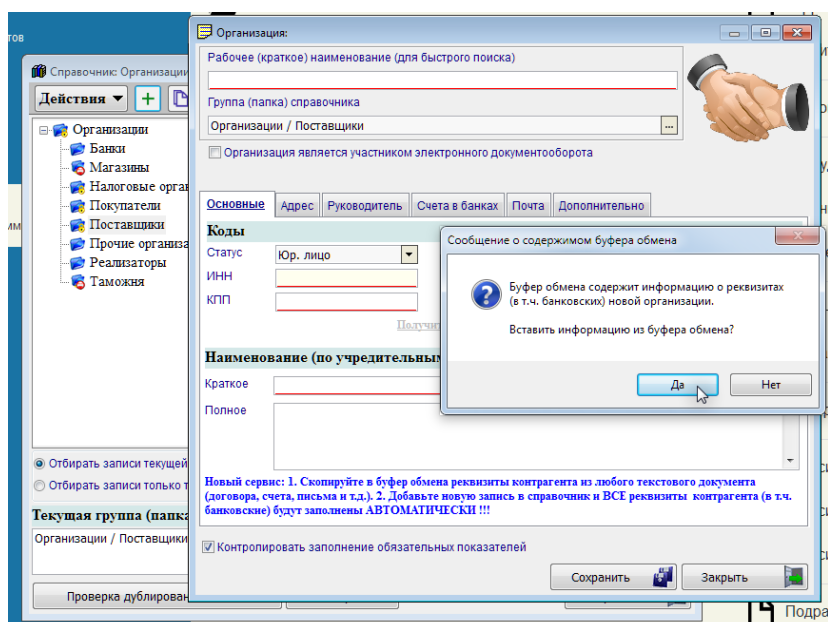 тов
Справочник: Организации
Действия
Организации
Банки
Магазины
Налоговые орган
Покупатели
Поставщики
Прочие организа
Реализаторы
Таможня
Отбирать записи текущей
Отбирать записи только т
Текущая группа (папка
Организации / Поставщики
Проверка дублирован
Организация:
Рабочее (краткое) наименование (для быстрого поиска)
Группа (папка) справочника
Организации / Поставщики
...
Организация является участником электронного документооборота
Основные Адрес Руководитель Счета в банках Почта Дополнительно
Коды
Статус Юр. лицо
ИНН
КПП
Получит
Наименование (по учредительным
Краткое
Полное
Новый сервис: 1. Скопируйте в буфер обмена реквизиты контрагента из любого текстового документа
(договора, счета, письма и т.д.). 2. Добавьте новую запись в справочник и ВСЕ реквизиты контрагента (в т.ч.
банковские) будут заполнены АВТОМАТИЧЕСКИ !!!
Контролировать заполнение обязательных показателей
Сохранить Закрыть
Сообщение о содержимом буфера обмена
Буфер обмена содержит информацию о реквизитах
(в т.ч. банковских) новой организации.
Вставить информацию из буфера обмена?
Да Нет
Подра